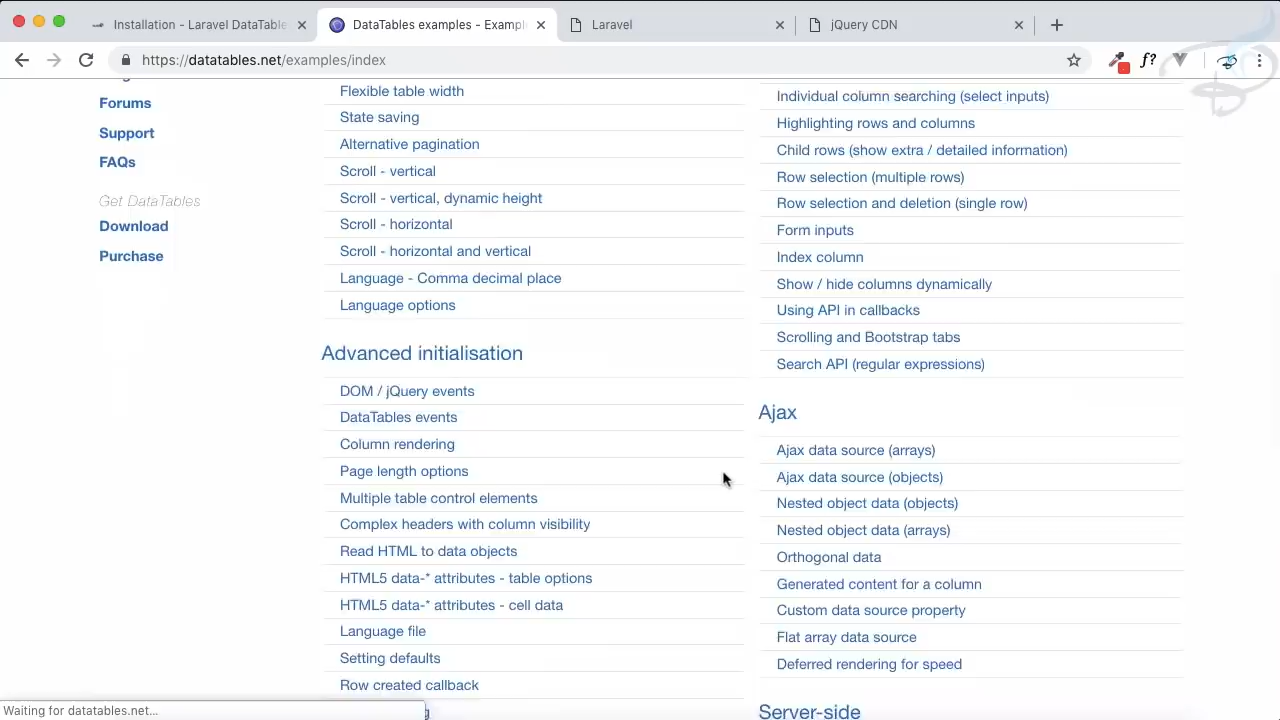 Installation - Laravel DataTable
DataTables examples - Exampl
Laravel
jQuery CDN
https://datatables.net/examples/index
f?
Forums
Support
FAQs
Get DataTables
Download
Purchase
Flexible table width
State saving
Alternative pagination
Scroll - vertical
Scroll - vertical, dynamic height
Scroll - horizontal
Scroll - horizontal and vertical
Language - Comma decimal place
Language options
Advanced initialisation
DOM / jQuery events
DataTables events
Column rendering
Page length options
Multiple table control elements
Complex headers with column visibility
Read HTML to data objects
HTML5 data-* attributes - table options
HTML5 data-* attributes - cell data
Language file
Setting defaults
Row created callback
Individual column searching (select inputs)
Highlighting rows and columns
Child rows (show extra / detailed information)
Row selection (multiple rows)
Row selection and deletion (single row)
Form inputs
Index column
Show / hide columns dynamically
Using API in callbacks
Scrolling and Bootstrap tabs
Search API (regular expressions)
Ajax
Ajax data source (arrays)
Ajax data source (objects)
Nested object data (objects)
Nested object data (arrays)
Orthogonal data
Generated content for a column
Custom data source property
Flat array data source
Deferred rendering for speed
Server-side
Waiting for datatables.net...